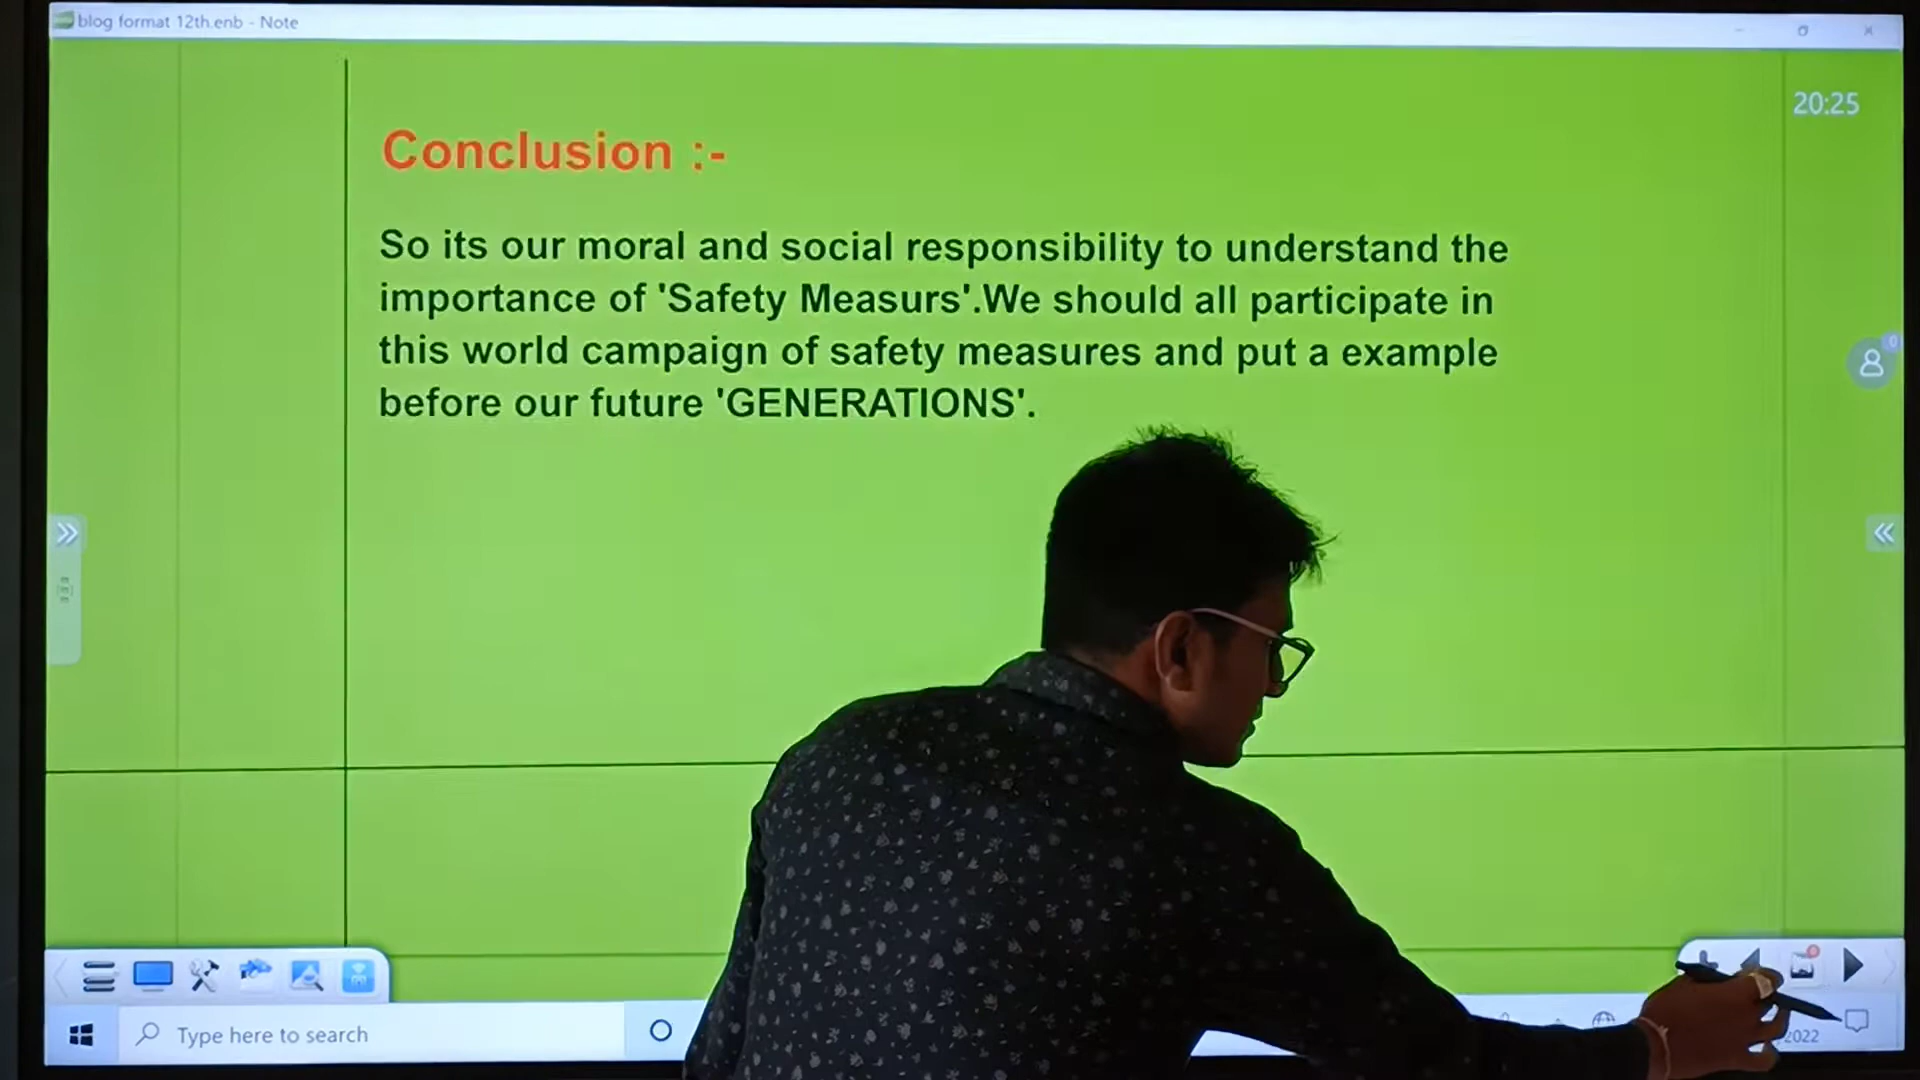 blog format 12th.enb - Note
20:25
Conclusion :-
So its our moral and social responsibility to understand the
importance of 'Safety Measurs'.We should all participate in
this world campaign of safety measures and put a example
before our future 'GENERATIONS'.
0
Type here to search
2022